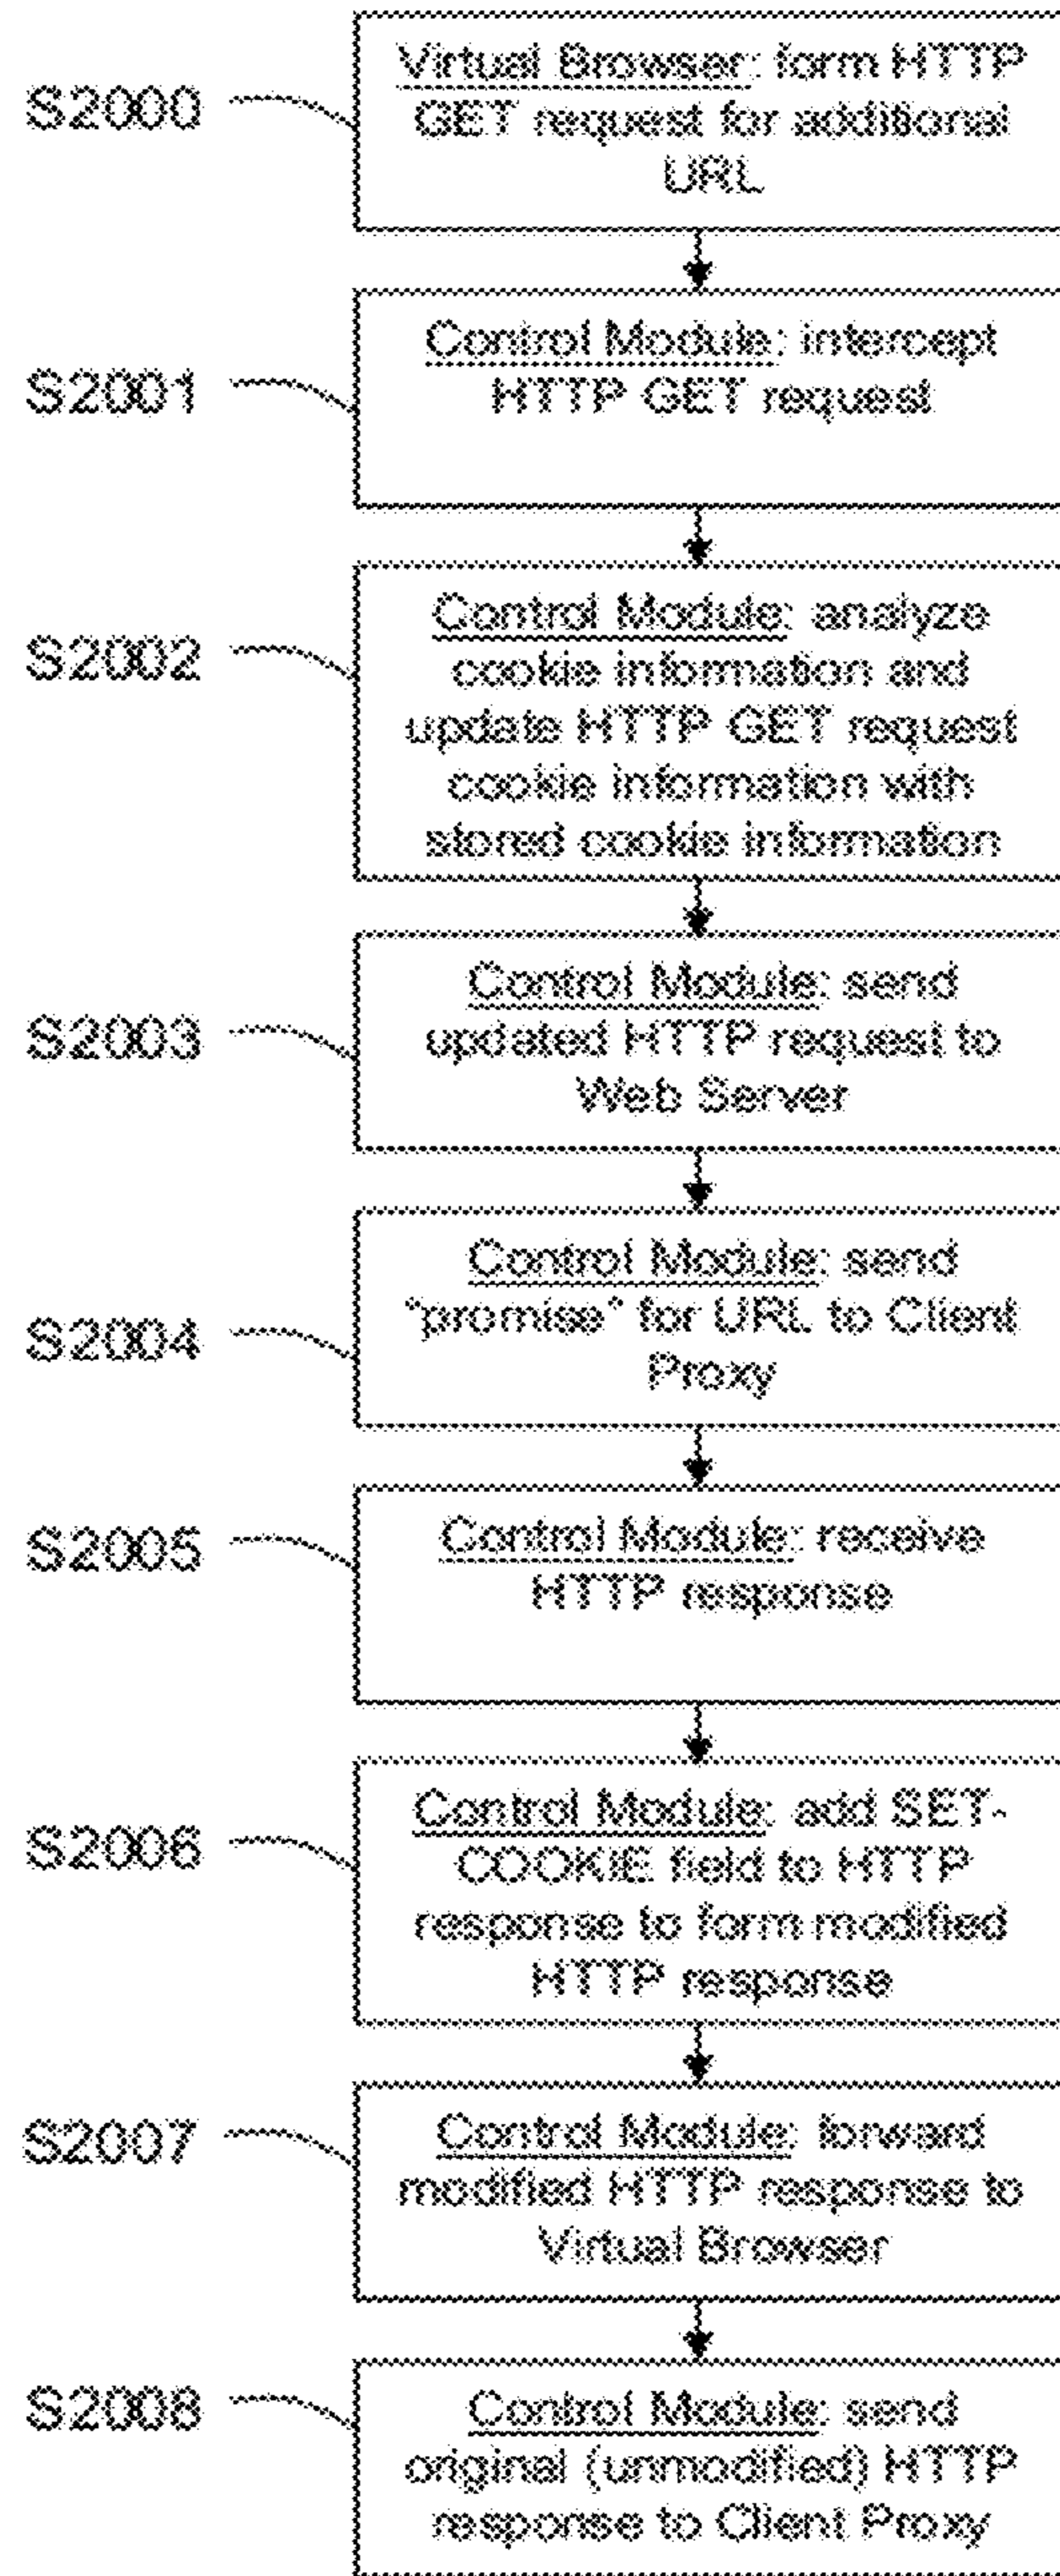 S2000
Virtual Browser: form HTTP
GET request for additional
URL
S2001
Control Module: intercept
HTTP GET request
S2002
Control Module: analyze
cookie information and
update HTTP GET request
cookie information with
stored cookie information
S2003
Control Module: send
updated HTTP request to
Web Server
S2004
Control Module: send
"promise" for URL to Client
Proxy
S2005
Control Module: receive
HTTP response
S2006
Control Module: add SET-
COOKIE field to HTTP
response to form modified
HTTP response
S2007
Control Module: forward
modified HTTP response to
Virtual Browser
S2008
Control Module: send
original (unmodified) HTTP
response to Client Proxy